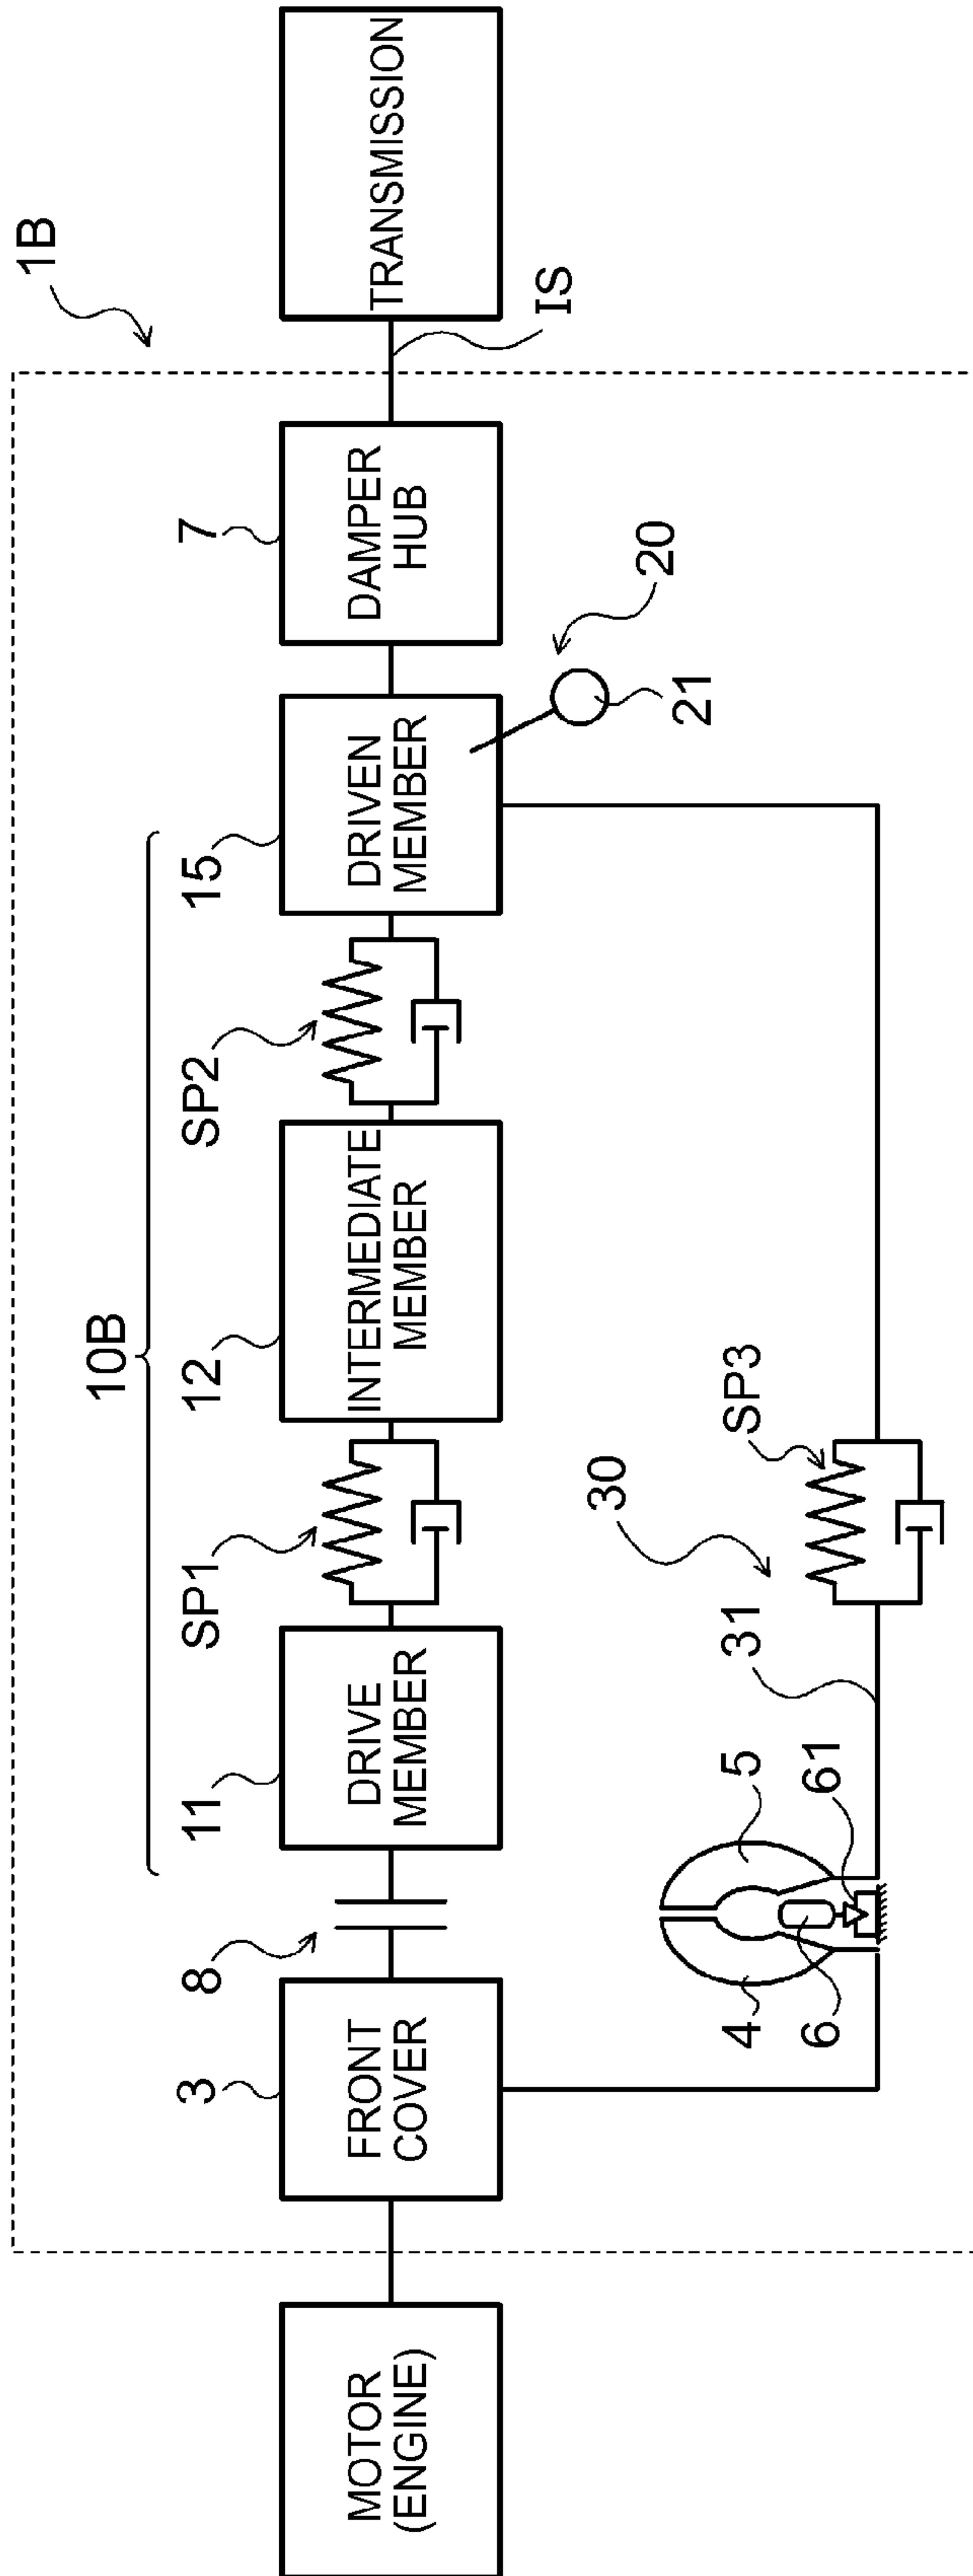 1B
10B
SP1
SP2
3
8
11
12
15
7
MOTOR
(ENGINE)
FRONT
COVER
DRIVE
MEMBER
INTERMEDIATE
MEMBER
DRIVEN
MEMBER
DAMPER
HUB
TRANSMISSION
IS
20
21
30
31
SP3
4
6
5
61